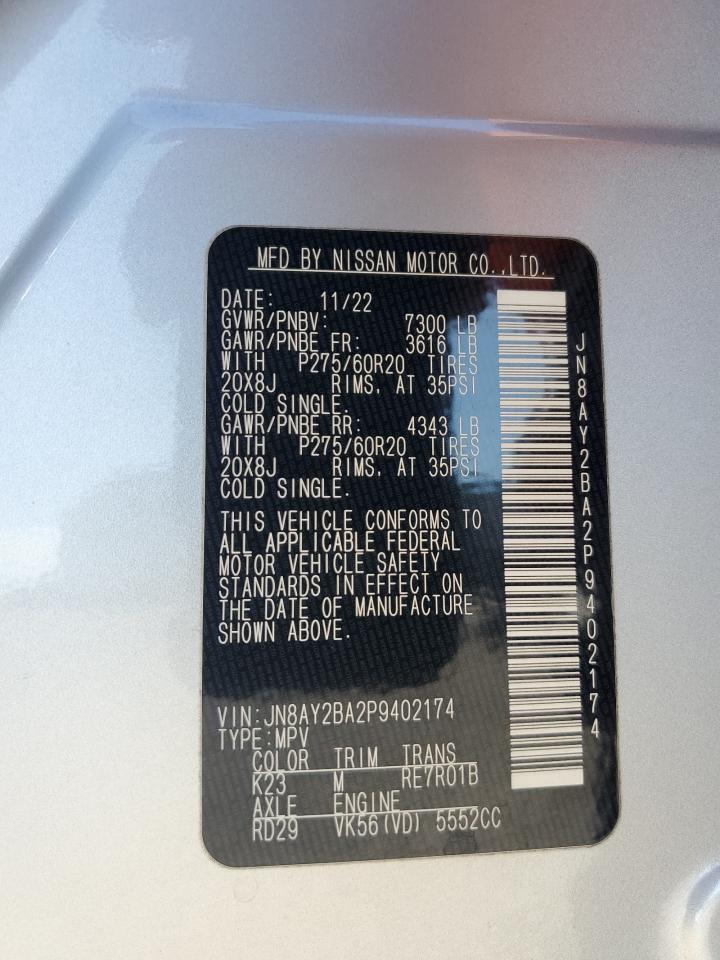 MFD BY NISSAN MOTOR CO.,LTD.
DATE: 11/22
GVWR/PNBV: 7300 LB
GAWR/PNBE FR: 3616 LB
WITH P275/60R20 TIRES
20X8J RIMS, AT 35PSI
COLD SINGLE.
GAWR/PNBE RR: 4343 LB
WITH P275/60R20 TIRES
20X8J RIMS, AT 35PSI
COLD SINGLE.
THIS VEHICLE CONFORMS TO
ALL APPLICABLE FEDERAL
MOTOR VEHICLE SAFETY
STANDARDS IN EFFECT ON
THE DATE OF MANUFACTURE
SHOWN ABOVE.
VIN:JN8AY2BA2P9402174
TYPE:MPV
COLOR TRIM TRANS
K23 M RE7R01B
AXLE ENGINE
RD29 VK56(VD) 5552CC
JN8AY2BA2P9402174